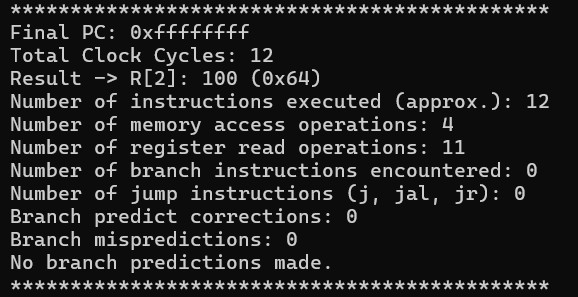 *********************************************
Final PC: 0xffffffff
Total Clock Cycles: 12
Result -> R[2]: 100 (0x64)
Number of instructions executed (approx.): 12
Number of memory access operations: 4
Number of register read operations: 11
Number of branch instructions encountered: 0
Number of jump instructions (j, jal, jr): 0
Branch predict corrections: 0
Branch mispredictions: 0
No branch predictions made.
*********************************************